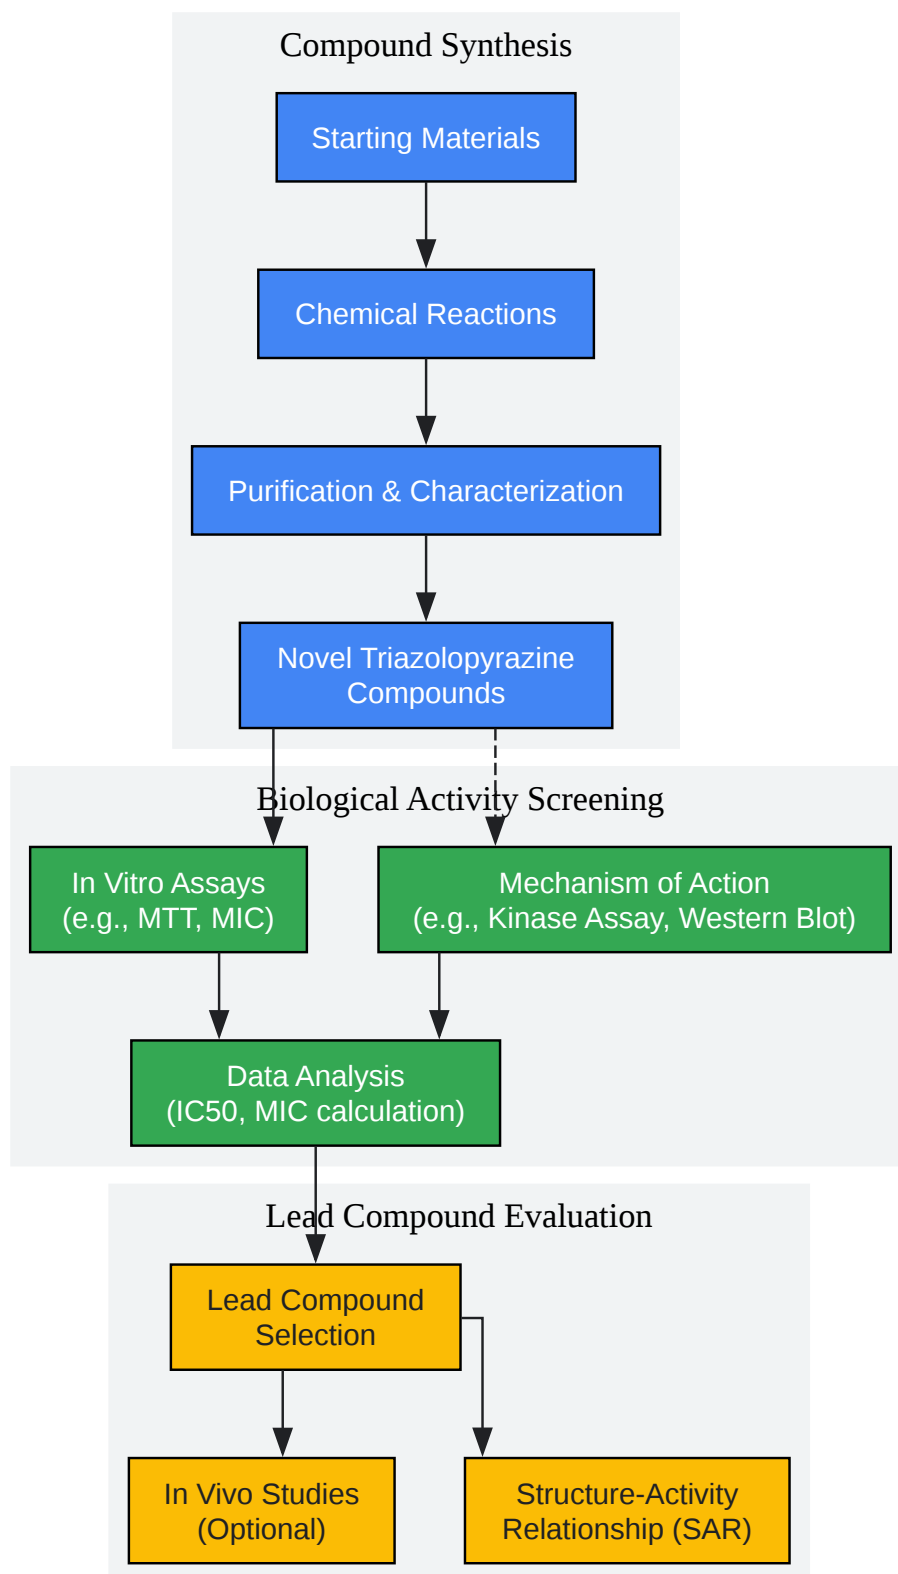 Compound Synthesis
Starting Materials
Chemical Reactions
Purification & Characterization
Novel Triazolopyrazine
Compounds
Biological Activity Screening
In Vitro Assays
(e.g., MTT, MIC)
Mechanism of Action
(e.g., Kinase Assay, Western Blot)
Data Analysis
(IC50, MIC calculation)
Lead Compound Evaluation
Lead Compound
Selection
In Vivo Studies
(Optional)
Structure-Activity
Relationship (SAR)